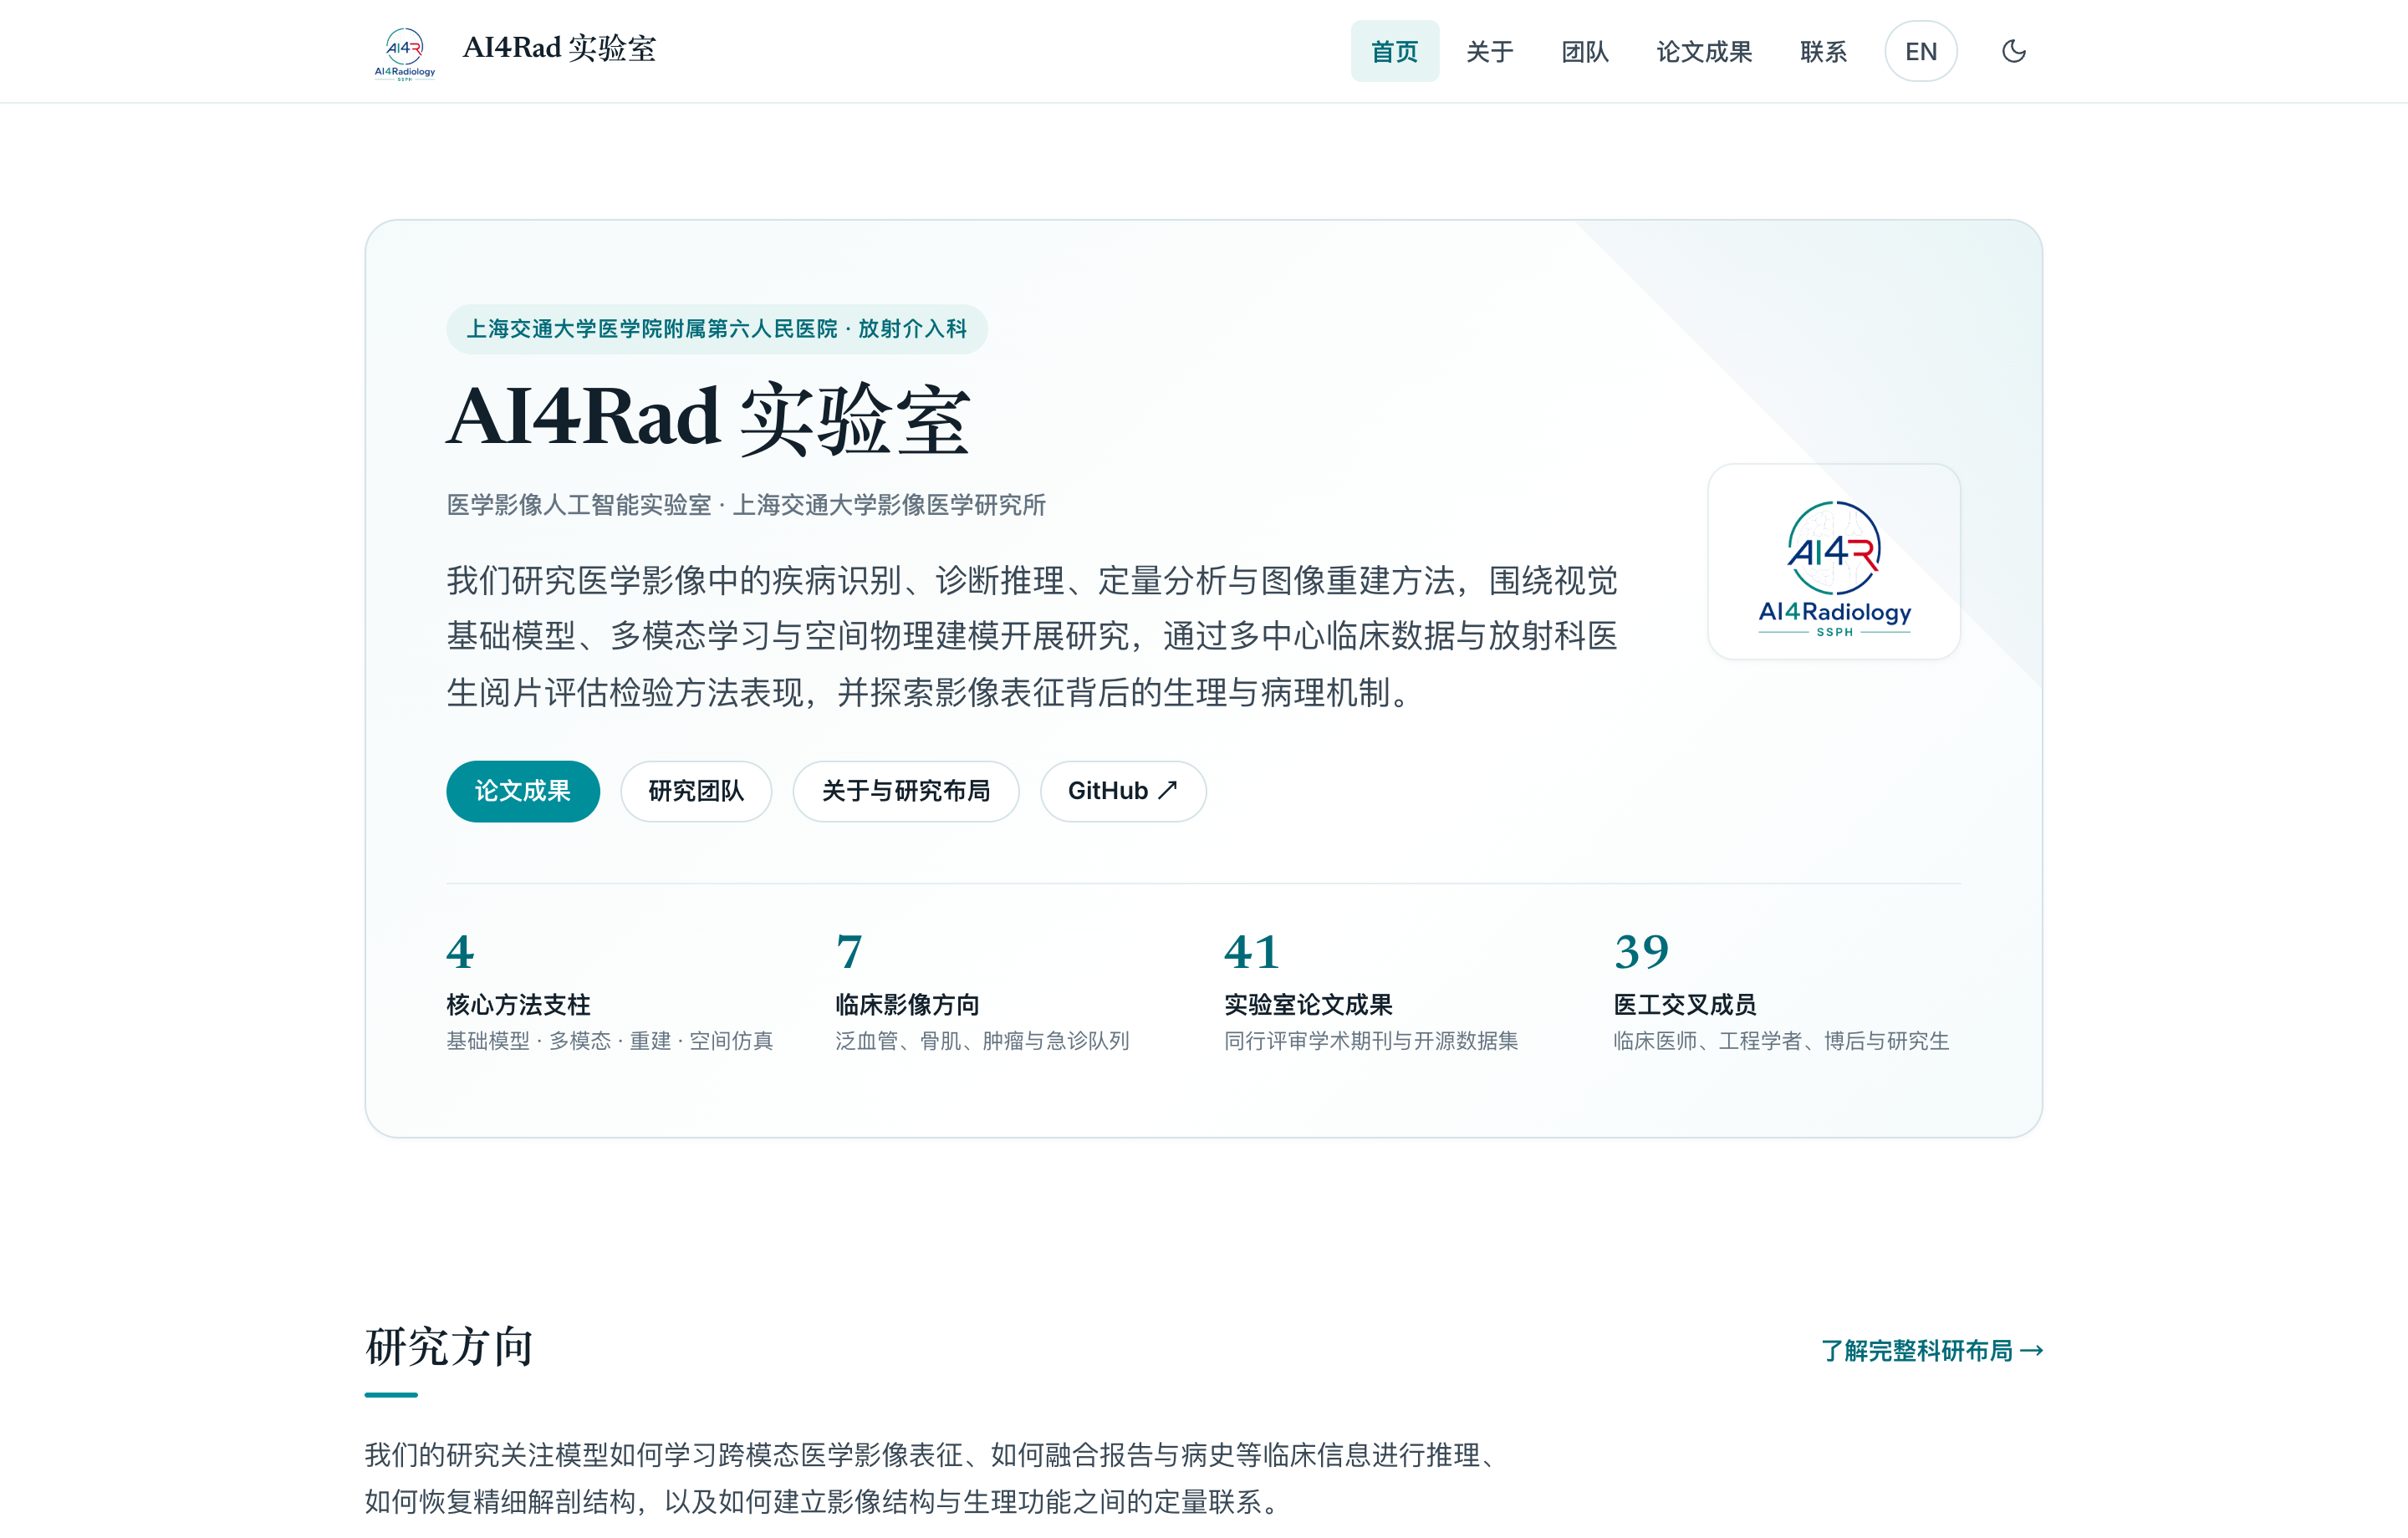 AI4R
AI4Radiology
SSPH
AI4Rad 实验室
首页
关于
团队
论文成果
联系
EN
上海交通大学医学院附属第六人民医院 · 放射介入科
AI4Rad 实验室
医学影像人工智能实验室 · 上海交通大学影像医学研究所
我们研究医学影像中的疾病识别、诊断推理、定量分析与图像重建方法，围绕视觉
基础模型、多模态学习与空间物理建模开展研究，通过多中心临床数据与放射科医
生阅片评估检验方法表现，并探索影像表征背后的生理与病理机制。
AI4R
AI4Radiology
SSPH
论文成果
研究团队
关于与研究布局
GitHub ↗
4
核心方法支柱
基础模型 · 多模态 · 重建 · 空间仿真
7
临床影像方向
泛血管、骨肌、肿瘤与急诊队列
41
实验室论文成果
同行评审学术期刊与开源数据集
39
医工交叉成员
临床医师、工程学者、博后与研究生
研究方向
了解完整科研布局 →
我们的研究关注模型如何学习跨模态医学影像表征、如何融合报告与病史等临床信息进行推理、
如何恢复精细解剖结构，以及如何建立影像结构与生理功能之间的定量联系。